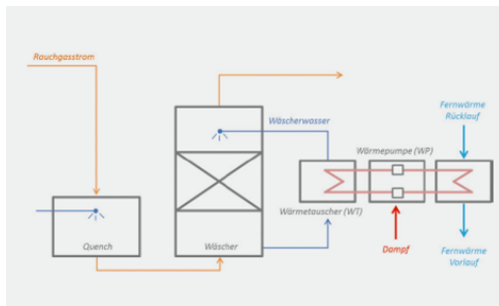 Rauchgasstrom
Fernwärme
Rücklauf
Wäscherwasser
Wärmepumpe (WP)
Wärmetauscher (WT)
Quench
Wäscher
Dampf
Fernwärme
Vorlauf